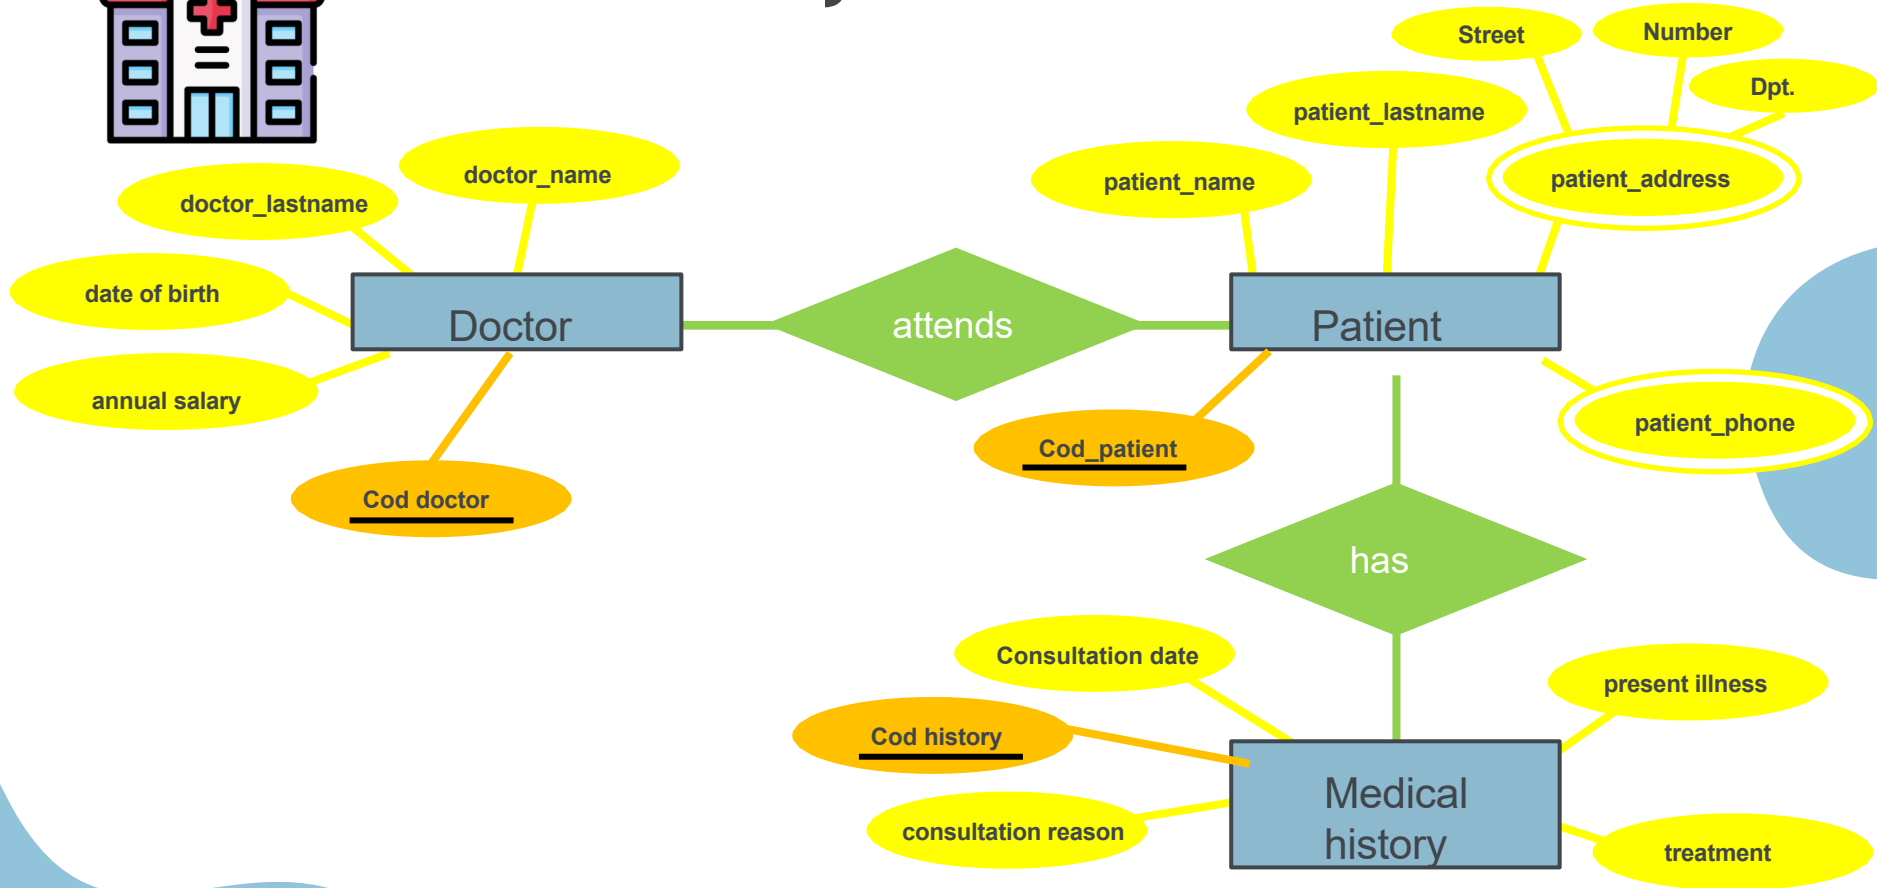 Street
Number
Dpt.
patient_lastname
patient_address
patient_name
doctor_name
doctor_lastname
date of birth
annual salary
Doctor
attends
Patient
Cod doctor
Cod_patient
patient_phone
has
Consultation date
present illness
Cod history
consultation reason
Medical
history
treatment